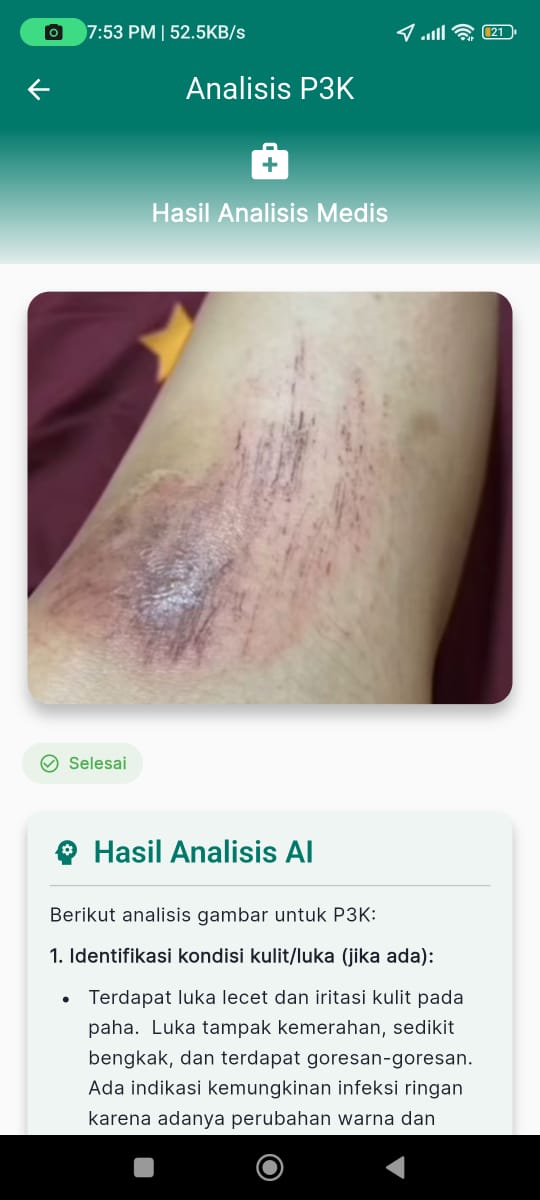 7:53 PM | 52.5KB/s
21
Analisis P3K
Hasil Analisis Medis
Selesai
Hasil Analisis AI
Berikut analisis gambar untuk P3K:
1. Identifikasi kondisi kulit/luka (jika ada):
• Terdapat luka lecet dan iritasi kulit pada
paha. Luka tampak kemerahan, sedikit
bengkak, dan terdapat goresan-goresan.
Ada indikasi kemungkinan infeksi ringan
karena adanya perubahan warna dan